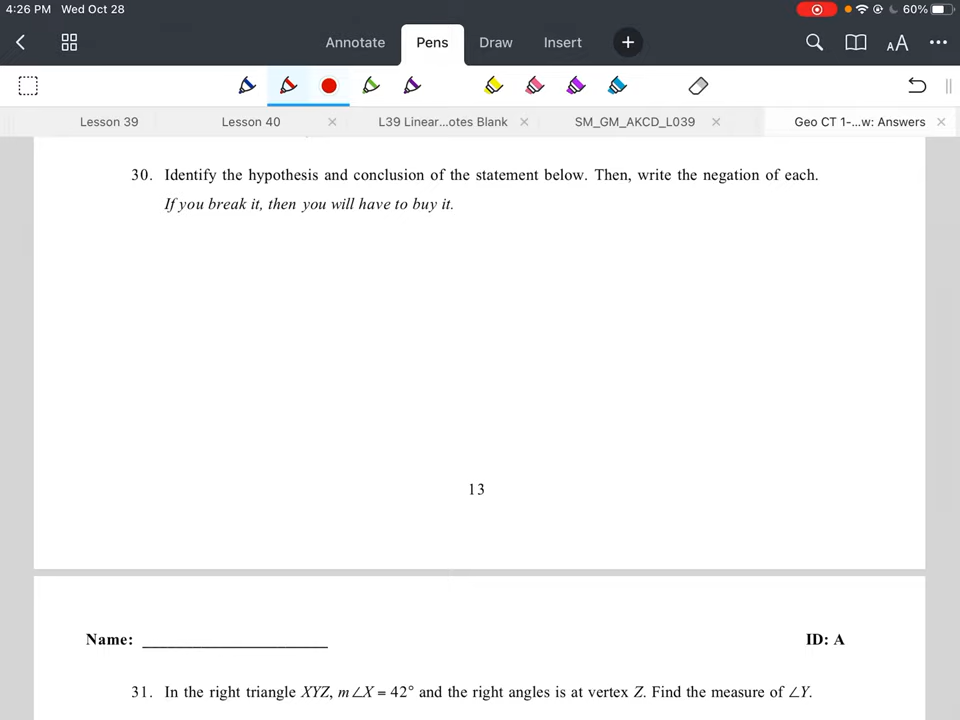 4:26 PM Wed Oct 28
60%
Annotate Pens Draw Insert
AA
Lesson 39 Lesson 40 L39 Linear...otes Blank SM_GM_AKCD_L039 Geo CT 1-...w: Answers
30. Identify the hypothesis and conclusion of the statement below. Then, write the negation of each.
If you break it, then you will have to buy it.
13
Name: ______________________ ID: A
31. In the right triangle XYZ, m∠X = 42° and the right angles is at vertex Z. Find the measure of ∠Y.